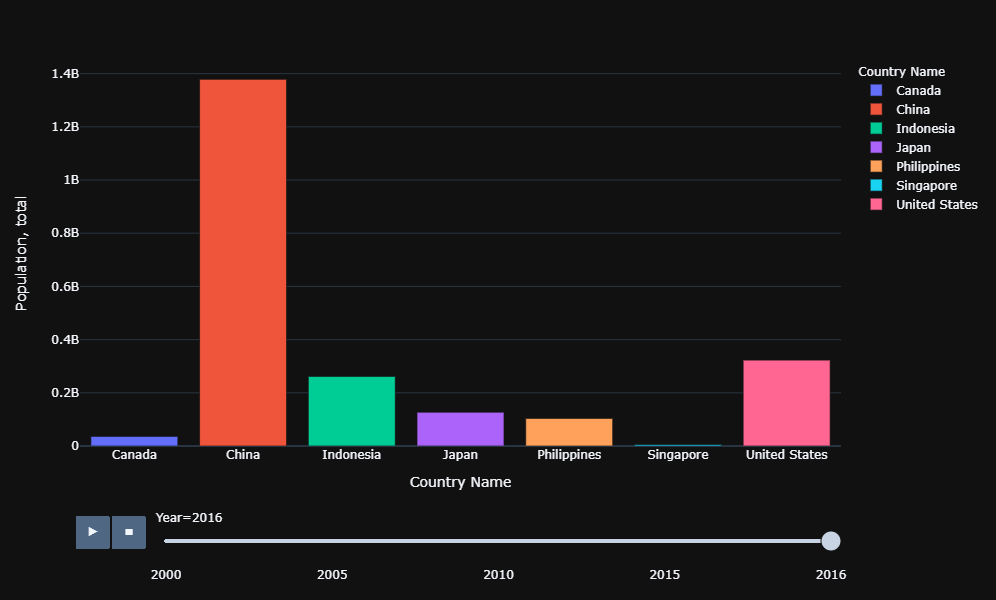 1.4B
1.2B
1B
0.8B
0.6B
0.4B
0.2B
0
Population, total
Canada China Indonesia Japan Philippines Singapore United States
Country Name
Country Name
Canada
China
Indonesia
Japan
Philippines
Singapore
United States
Year=2016
2000 2005 2010 2015 2016